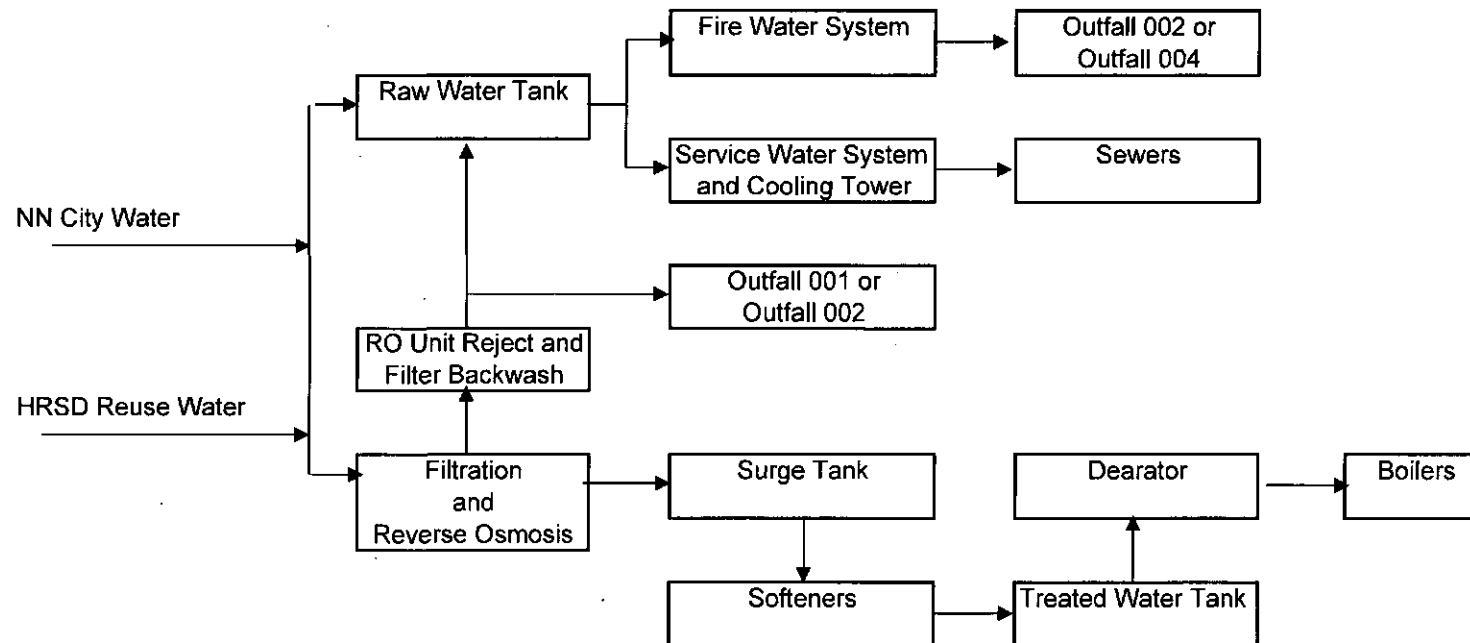 Fire Water System
Outfall 002 or
Outfall 004
Raw Water Tank
Service Water System
and Cooling Tower
Sewers
NN City Water
Outfall 001 or
Outfall 002
RO Unit Reject and
Filter Backwash
HRSD Reuse Water
Filtration
and
Reverse Osmosis
Surge Tank
Dearator
Boilers
Softeners
Treated Water Tank